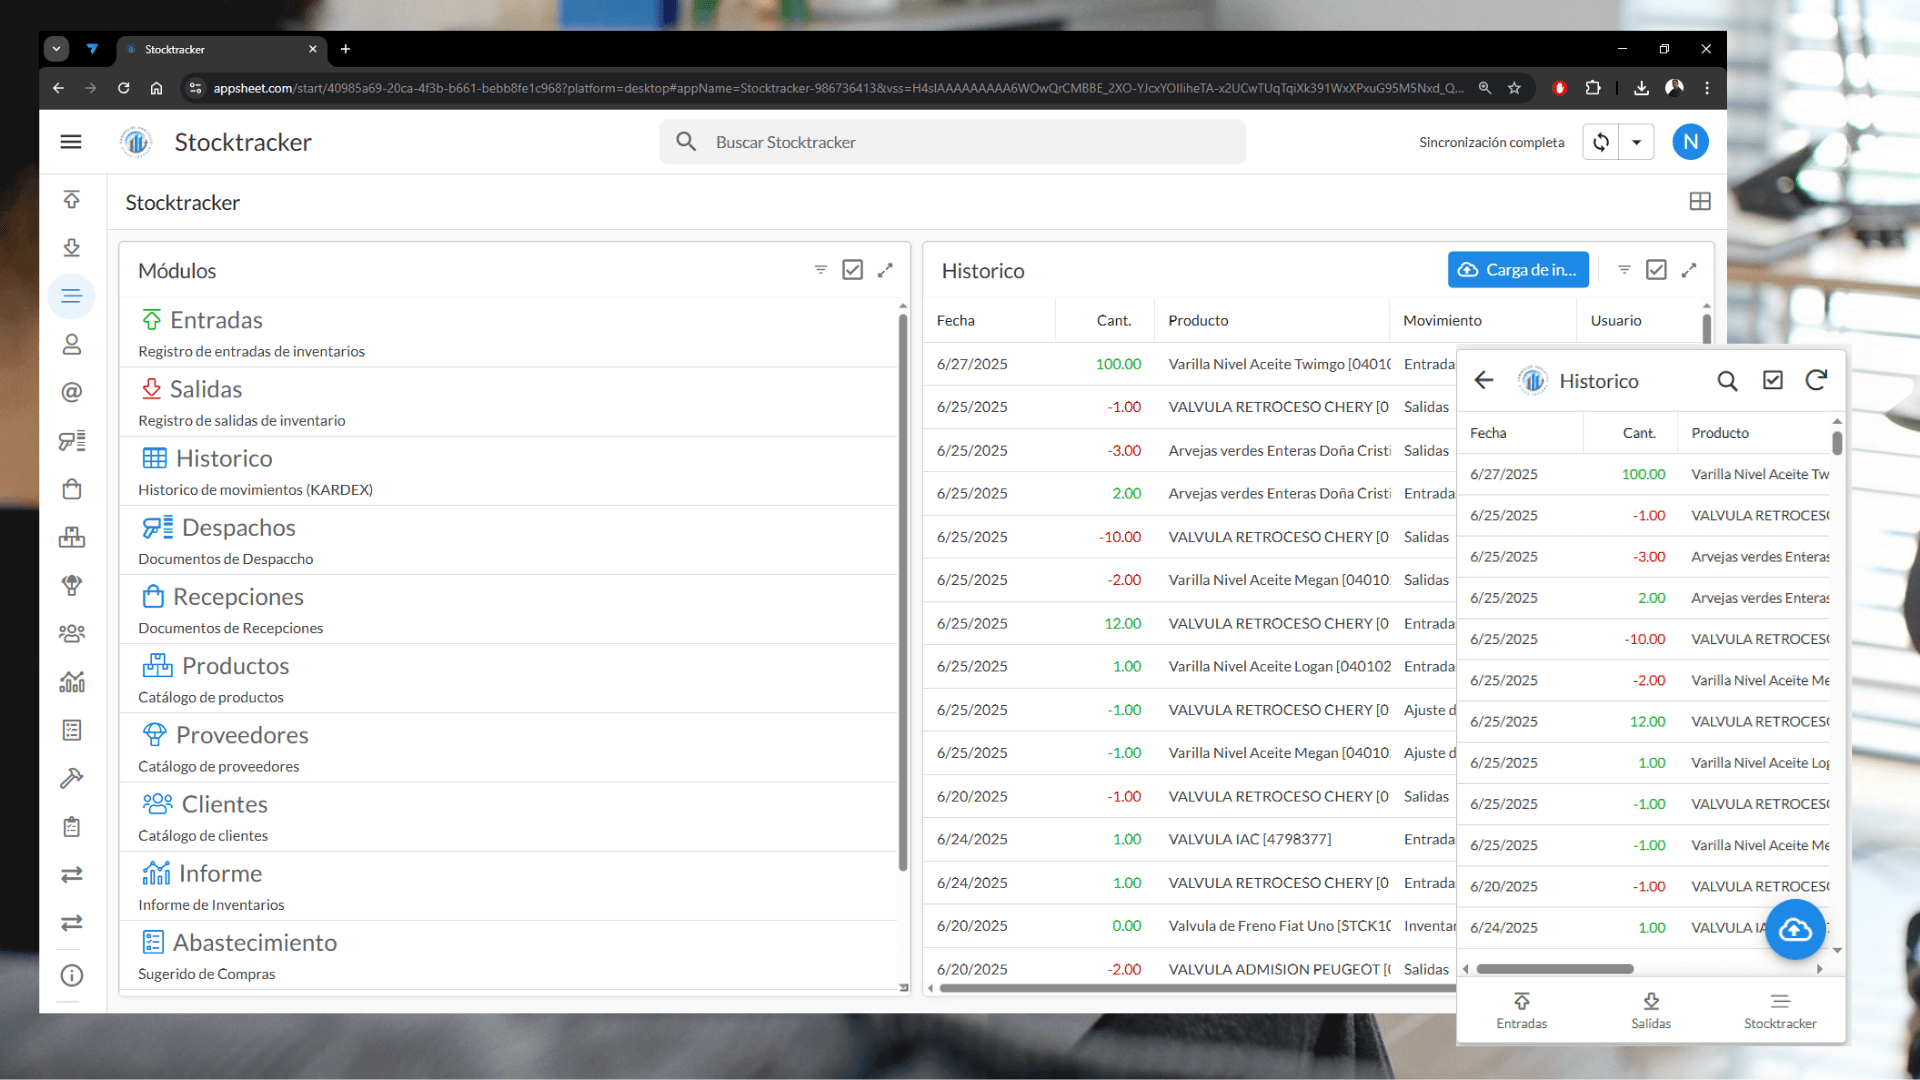 Stocktracker
appsheet.com/start/40985a69-20ca-4f3b-b661-bebb8fe1c968?platform=desktop#appName=Stocktracker-986736413&vss=
Stocktracker
Buscar Stocktracker
Sincronización completa
N
Stocktracker
Módulos
Entradas
Registro de entradas de inventarios
Salidas
Registro de salidas de inventario
Historico
Historico de movimientos (KARDEX)
Despachos
Documentos de Despaccho
Recepciones
Documentos de Recepciones
Productos
Catálogo de productos
Proveedores
Catálogo de proveedores
Clientes
Catálogo de clientes
Informe
Informe de Inventarios
Abastecimiento
Sugerido de Compras
Historico
Carga de in...
Fecha Cant. Producto Movimiento Usuario
6/27/2025 100.00 Varilla Nivel Aceite Twimgo [0401( Entrada
6/25/2025 -1.00 VALVULA RETROCESO CHERY [0 Salidas
6/25/2025 -3.00 Arvejas verdes Enteras Doña Cristi Salidas
6/25/2025 2.00 Arvejas verdes Enteras Doña Cristi Entrada
6/25/2025 -10.00 VALVULA RETROCESO CHERY [0 Salidas
6/25/2025 -2.00 Varilla Nivel Aceite Megan [04010 Salidas
6/25/2025 12.00 VALVULA RETROCESO CHERY [0 Entrada
6/25/2025 1.00 Varilla Nivel Aceite Logan [040102 Entrada
6/25/2025 -1.00 VALVULA RETROCESO CHERY [0 Ajuste d
6/25/2025 -1.00 Varilla Nivel Aceite Megan [04010 Ajuste d
6/20/2025 -1.00 VALVULA RETROCESO CHERY [0 Salidas
6/24/2025 1.00 VALVULA IAC [4798377] Entrada
6/24/2025 1.00 VALVULA RETROCESO CHERY [0 Entrada
6/20/2025 0.00 Valvula de Freno Fiat Uno [STCK1( Inventar
6/20/2025 -2.00 VALVULA ADMISION PEUGEOT [( Salidas
Historico
Fecha Cant. Producto
6/27/2025 100.00 Varilla Nivel Aceite Tw
6/25/2025 -1.00 VALVULA RETROCES(
6/25/2025 -3.00 Arvejas verdes Enteras
6/25/2025 2.00 Arvejas verdes Enteras
6/25/2025 -10.00 VALVULA RETROCES(
6/25/2025 -2.00 Varilla Nivel Aceite Me
6/25/2025 12.00 VALVULA RETROCES(
6/25/2025 1.00 Varilla Nivel Aceite Log
6/25/2025 -1.00 VALVULA RETROCES(
6/25/2025 -1.00 Varilla Nivel Aceite Me
6/20/2025 -1.00 VALVULA RETROCES(
6/24/2025 1.00 VALVULA IA
Entradas Salidas Stocktracker